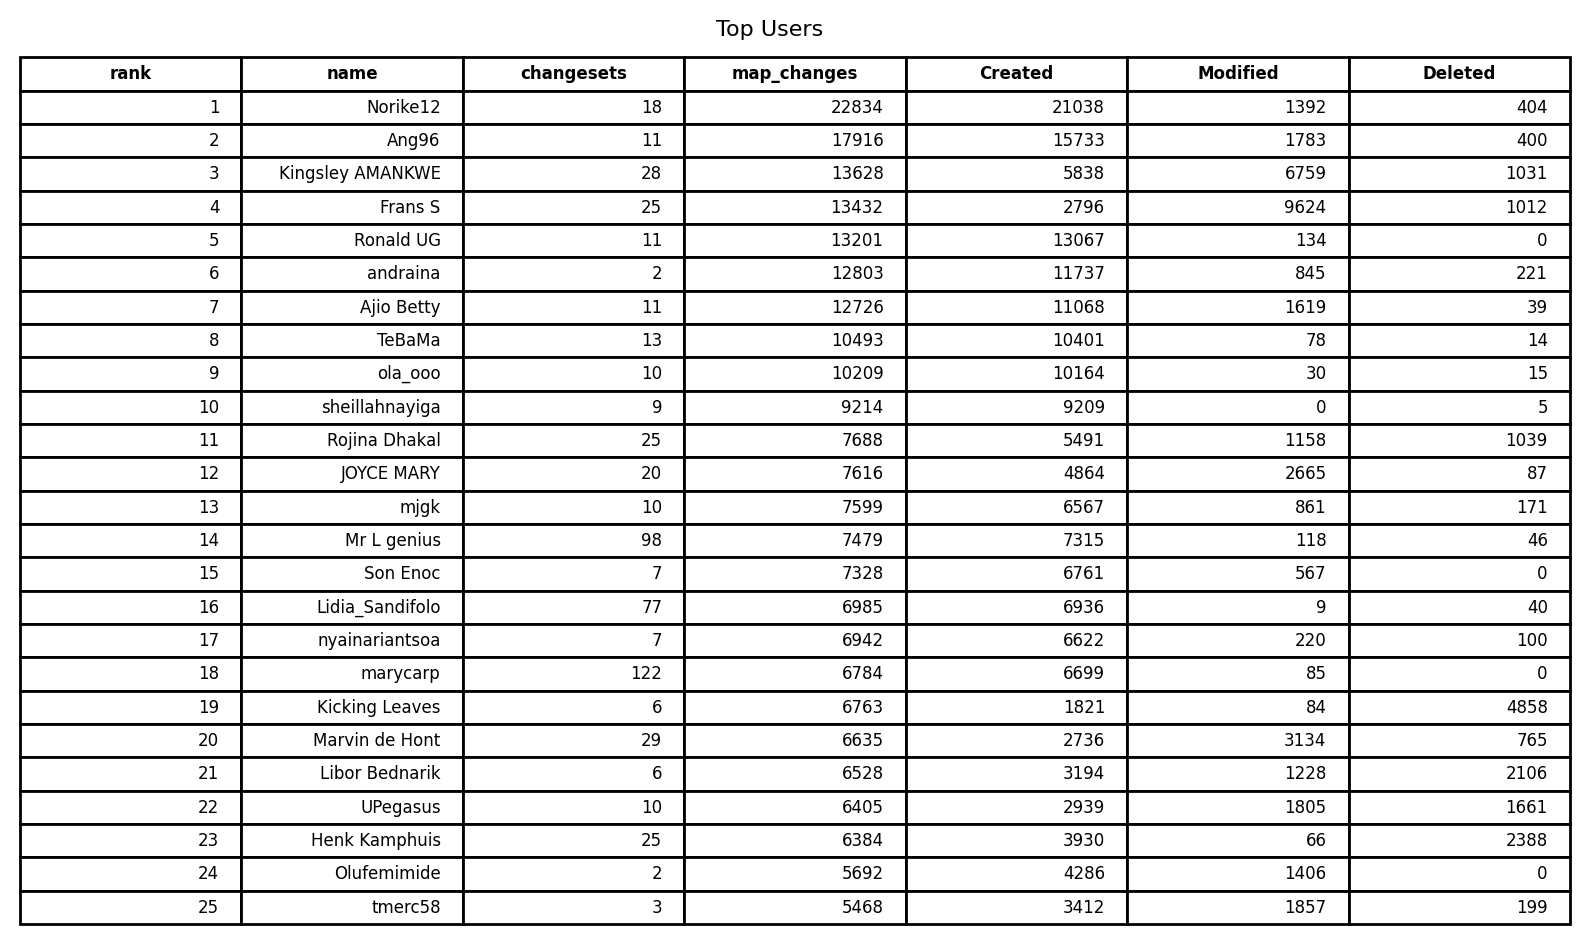 Top Users
rank name changesets map_changes Created Modified Deleted
1 Norike12 18 22834 21038 1392 404
2 Ang96 11 17916 15733 1783 400
3 Kingsley AMANKWE 28 13628 5838 6759 1031
4 Frans S 25 13432 2796 9624 1012
5 Ronald UG 11 13201 13067 134 0
6 andraina 2 12803 11737 845 221
7 Ajio Betty 11 12726 11068 1619 39
8 TeBaMa 13 10493 10401 78 14
9 ola_ooo 10 10209 10164 30 15
10 sheillahnayiga 9 9214 9209 0 5
11 Rojina Dhakal 25 7688 5491 1158 1039
12 JOYCE MARY 20 7616 4864 2665 87
13 mjgk 10 7599 6567 861 171
14 Mr L genius 98 7479 7315 118 46
15 Son Enoc 7 7328 6761 567 0
16 Lidia_Sandifolo 77 6985 6936 9 40
17 nyainariantsoa 7 6942 6622 220 100
18 marycarp 122 6784 6699 85 0
19 Kicking Leaves 6 6763 1821 84 4858
20 Marvin de Hont 29 6635 2736 3134 765
21 Libor Bednarik 6 6528 3194 1228 2106
22 UPegasus 10 6405 2939 1805 1661
23 Henk Kamphuis 25 6384 3930 66 2388
24 Olufemimide 2 5692 4286 1406 0
25 tmerc58 3 5468 3412 1857 199